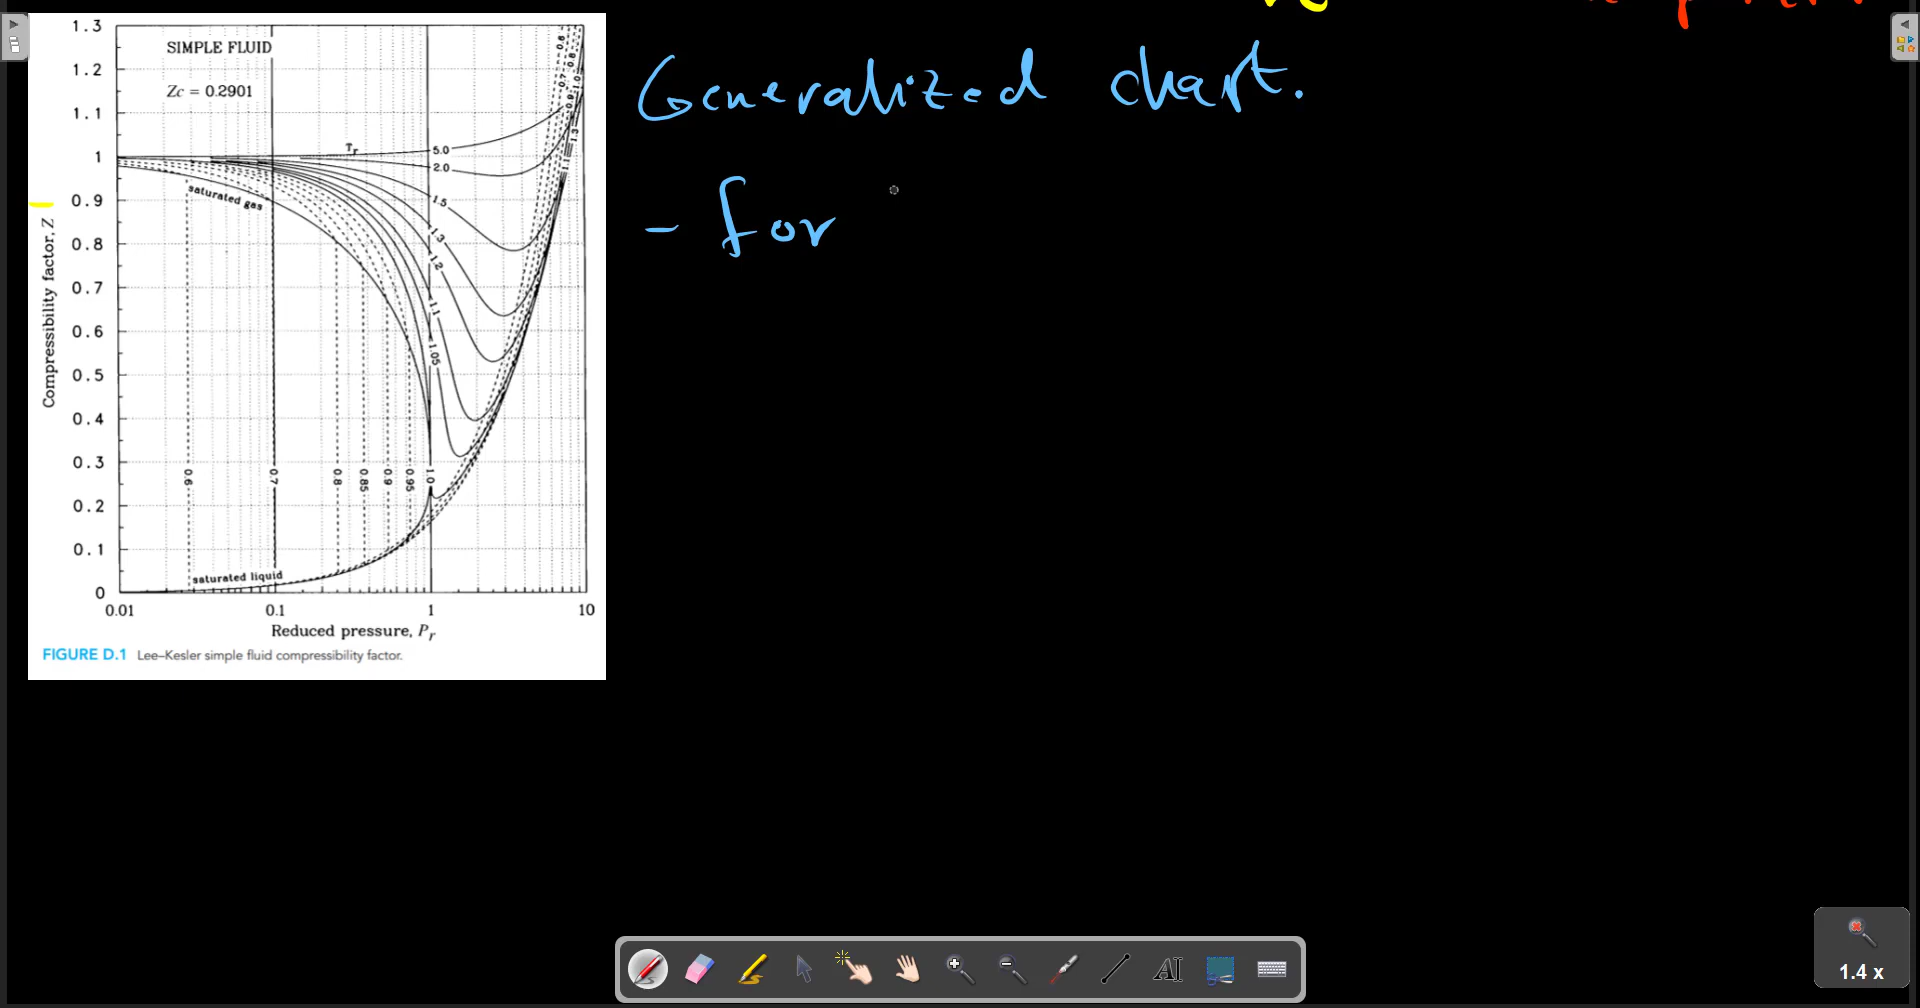 Generalized chart.
- for
1.3
SIMPLE FLUID
1.2
Zc = 0.2901
1.1
Tr
5.0
1
2.0
saturated gas
1.5
0.9
1.3
0.8
1.2
0.7
1.1
0.6
1.05
0.5
0.4
0.3
0.6 0.7 0.8 0.85 0.9 0.95 1.0
0.2
0.1
saturated liquid
0
0.01 0.1 1 10
Compressibility factor, Z
Reduced pressure, Pr
FIGURE D.1 Lee–Kesler simple fluid compressibility factor.
AI
1.4 x